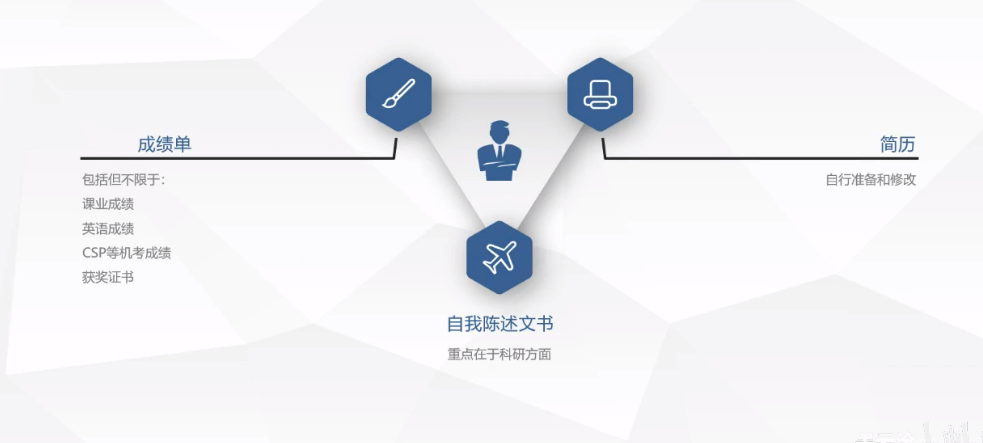 成绩单
包括但不限于：
课业成绩
英语成绩
CSP等机考成绩
获奖证书
简历
自行准备和修改
自我陈述文书
重点在于科研方面